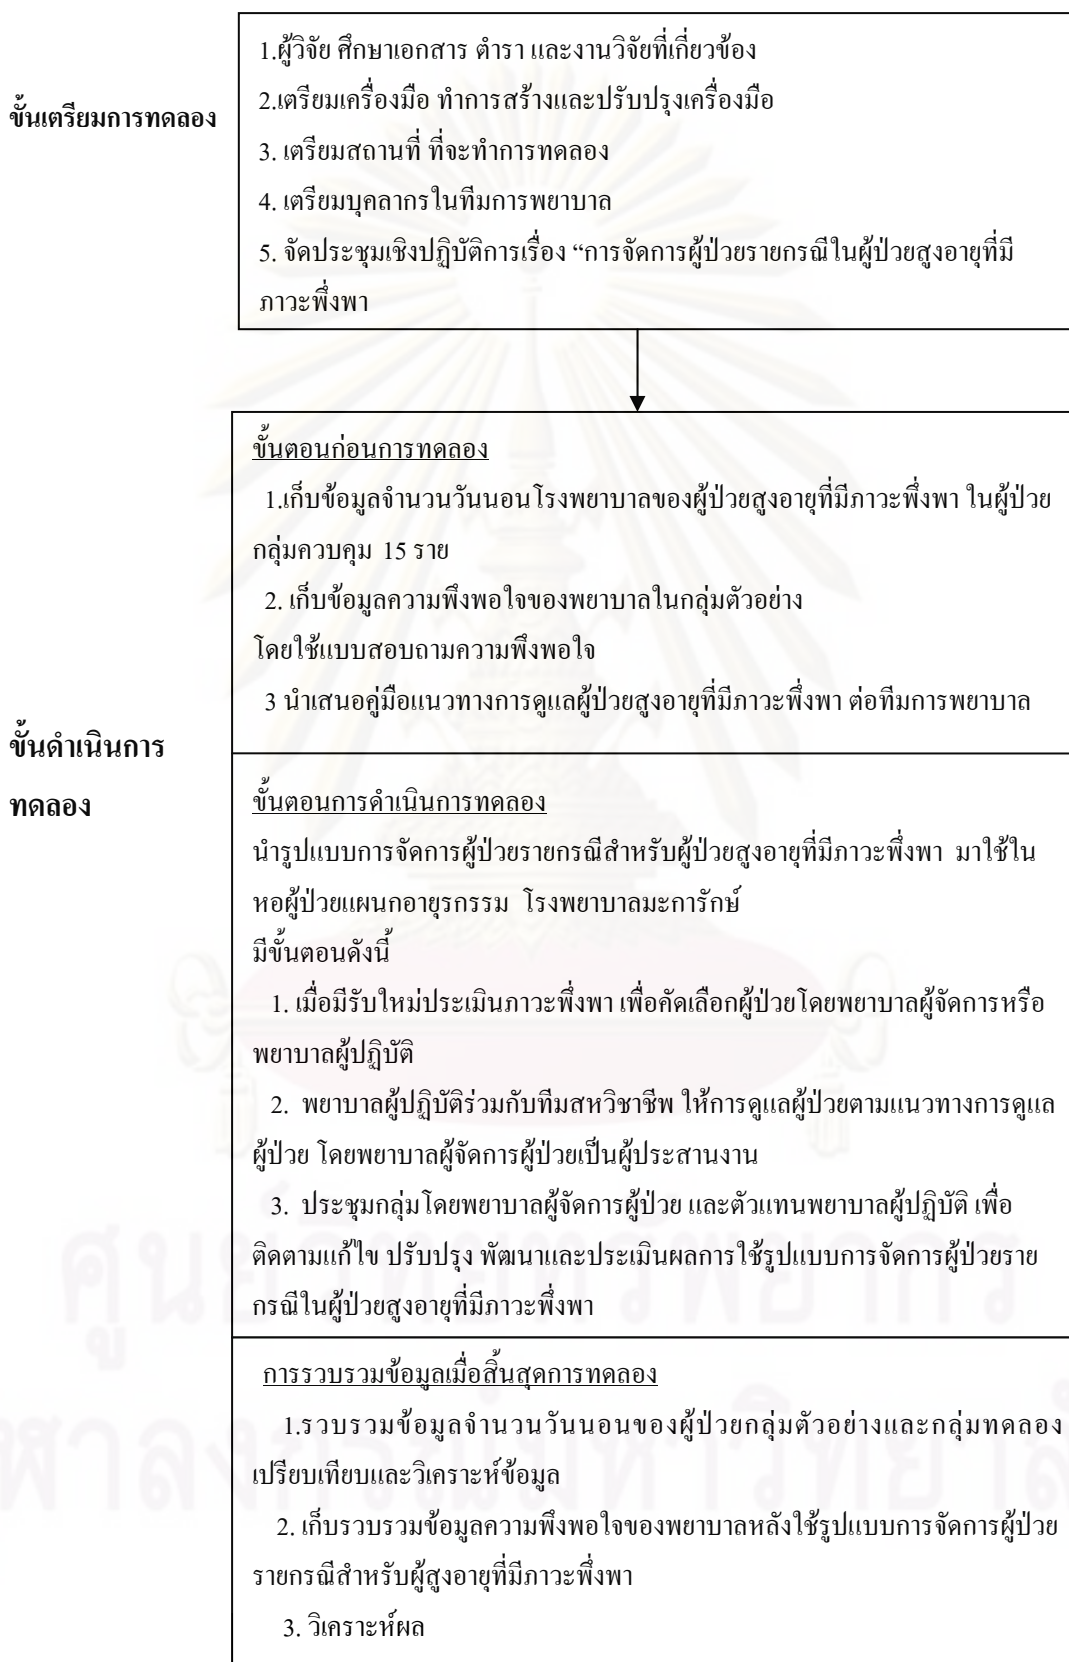 1.ผู้วิจัย ศึกษาเอกสาร ตำรา และงานวิจัยที่เกี่ยวข้อง
2.เตรียมเครื่องมือ ทำการสร้างและปรับปรุงเครื่องมือ
ขั้นเตรียมการทดลอง
3. เตรียมสถานที่ ที่จะทำการทดลอง
4. เตรียมบุคลากรในทีมการพยาบาล
5. จัดประชุมเชิงปฏิบัติการเรื่อง “การจัดการผู้ป่วยรายกรณีในผู้ป่วยสูงอายุที่มี
ภาวะพึ่งพา
ขั้นตอนก่อนการทดลอง
1.เก็บข้อมูลจำนวนวันนอนโรงพยาบาลของผู้ป่วยสูงอายุที่มีภาวะพึ่งพา ในผู้ป่วย
กลุ่มควบคุม 15 ราย
2. เก็บข้อมูลความพึงพอใจของพยาบาลในกลุ่มตัวอย่าง
โดยใช้แบบสอบถามความพึงพอใจ
3 นำเสนอคู่มือแนวทางการดูแลผู้ป่วยสูงอายุที่มีภาวะพึ่งพา ต่อทีมการพยาบาล
ขั้นดำเนินการ
ทดลอง
ขั้นตอนการดำเนินการทดลอง
นำรูปแบบการจัดการผู้ป่วยรายกรณีสำหรับผู้ป่วยสูงอายุที่มีภาวะพึ่งพา มาใช้ใน
หอผู้ป่วยแผนกอายุรกรรม โรงพยาบาลมะการักษ์
มีขั้นตอนดังนี้
1. เมื่อมีรับใหม่ประเมินภาวะพึ่งพา เพื่อคัดเลือกผู้ป่วยโดยพยาบาลผู้จัดการหรือ
พยาบาลผู้ปฏิบัติ
2. พยาบาลผู้ปฏิบัติร่วมกับทีมสหวิชาชีพ ให้การดูแลผู้ป่วยตามแนวทางการดูแล
ผู้ป่วย โดยพยาบาลผู้จัดการผู้ป่วยเป็นผู้ประสานงาน
3. ประชุมกลุ่มโดยพยาบาลผู้จัดการผู้ป่วย และตัวแทนพยาบาลผู้ปฏิบัติ เพื่อ
ติดตามแก้ไข ปรับปรุง พัฒนาและประเมินผลการใช้รูปแบบการจัดการผู้ป่วยราย
กรณีในผู้ป่วยสูงอายุที่มีภาวะพึ่งพา
การรวบรวมข้อมูลเมื่อสิ้นสุดการทดลอง
1.รวบรวมข้อมูลจำนวนวันนอนของผู้ป่วยกลุ่มตัวอย่างและกลุ่มทดลอง
เปรียบเทียบและวิเคราะห์ข้อมูล
2. เก็บรวบรวมข้อมูลความพึงพอใจของพยาบาลหลังใช้รูปแบบการจัดการผู้ป่วย
รายกรณีสำหรับผู้สูงอายุที่มีภาวะพึ่งพา
3. วิเคราะห์ผล
ศูนย์วิทยทรัพยากร